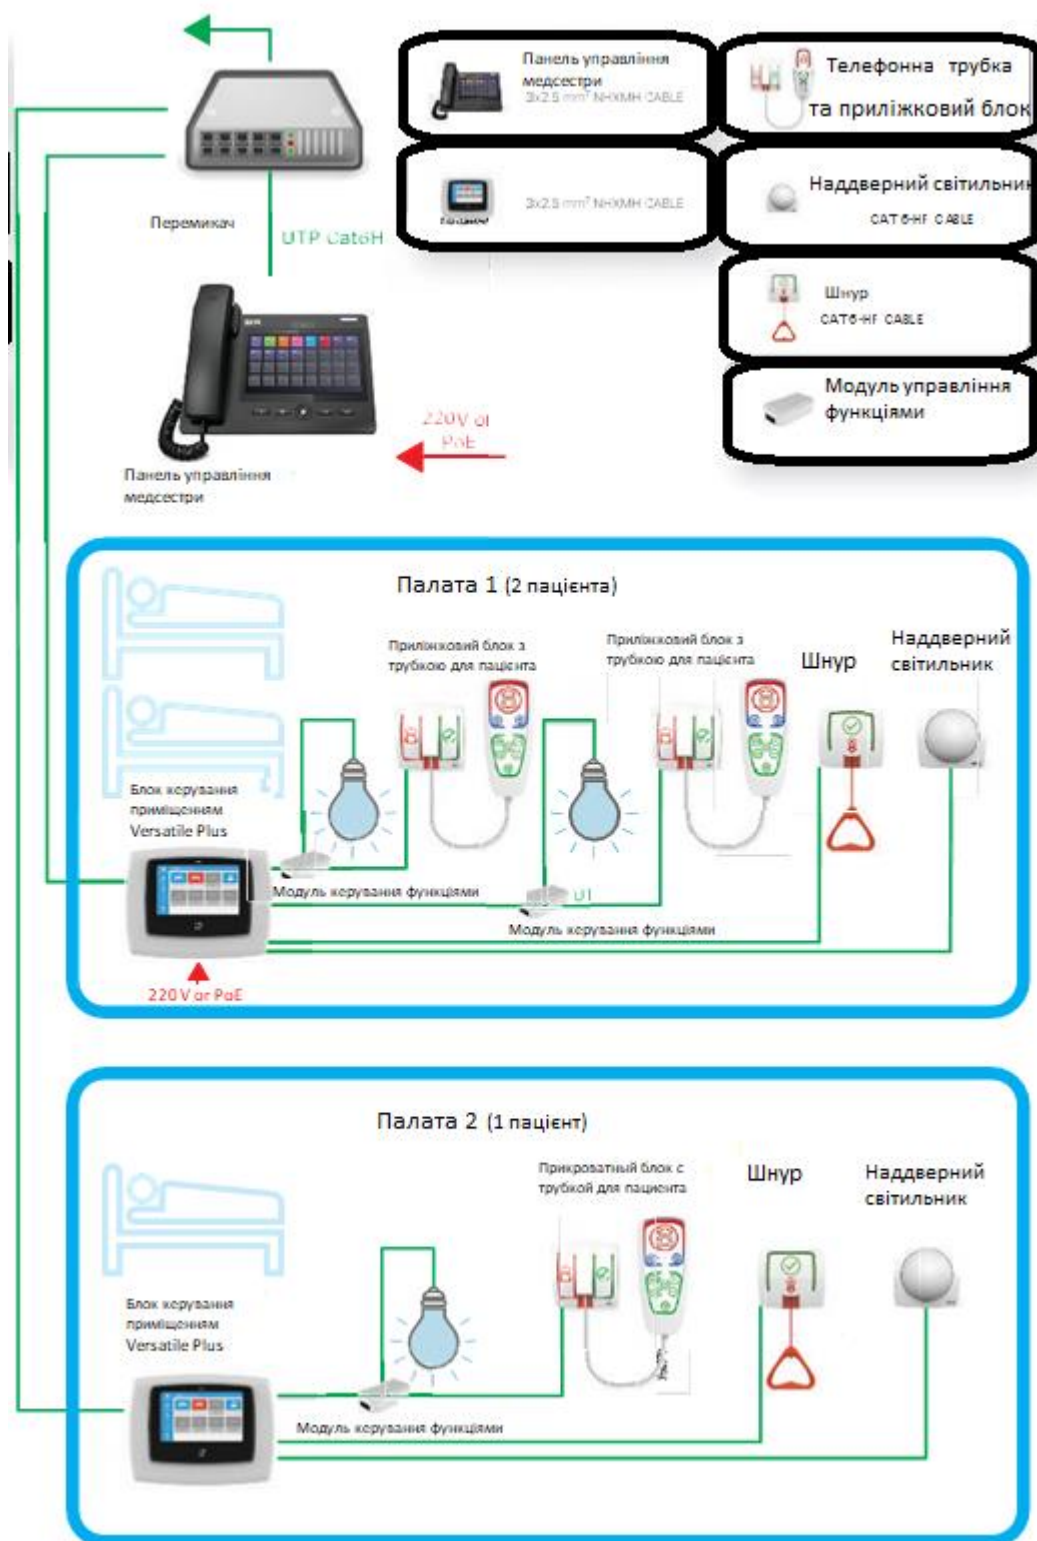 Перемикач
UTP Cat6H
Панель управління
медсестри
3x2.5 mm² NHXMH CABLE
Телефонна трубка
та приліжковий блок
3x2.5 mm² NHXMH CABLE
Наддверний світильник
CAT 6-HF CABLE
Шнур
CAT6-HF CABLE
Модуль управління
функціями
220V or
PoE
Панель управління
медсестри
Палата 1 (2 пацієнта)
Приліжковий блок з
трубкою для пацієнта
Приліжковий блок з
трубкою для пацієнта
Шнур
Наддверний
світильник
Блок керування
приміщенням
Versatile Plus
Модуль керування функціями
U1
Модуль керування функціями
220V or PoE
Палата 2 (1 пацієнт)
Прикроватный блок с
трубкой для пациента
Шнур
Наддверний
світильник
Блок керування
приміщенням
Versatile Plus
Модуль керування функціями